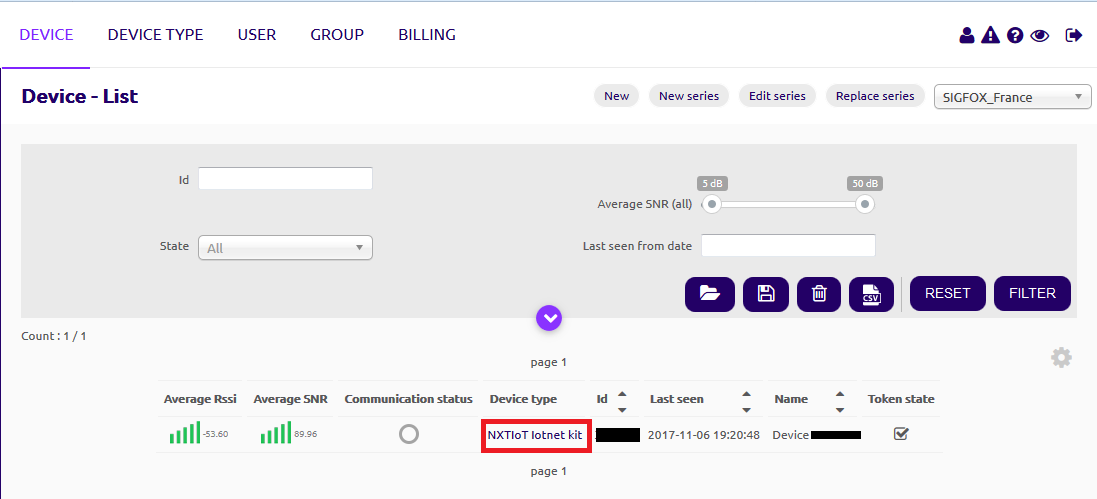 DEVICE DEVICE TYPE USER GROUP BILLING
Device - List New New series Edit series Replace series SIGFOX_France
5 dB 50 dB
Id Average SNR (all)
State All Last seen from date
CSV RESET FILTER
Count : 1 / 1
page 1
Average Rssi Average SNR Communication status Device type Id Last seen Name Token state
-53.60 89.96 NXTIoT Iotnet kit 2017-11-06 19:20:48 Device
page 1